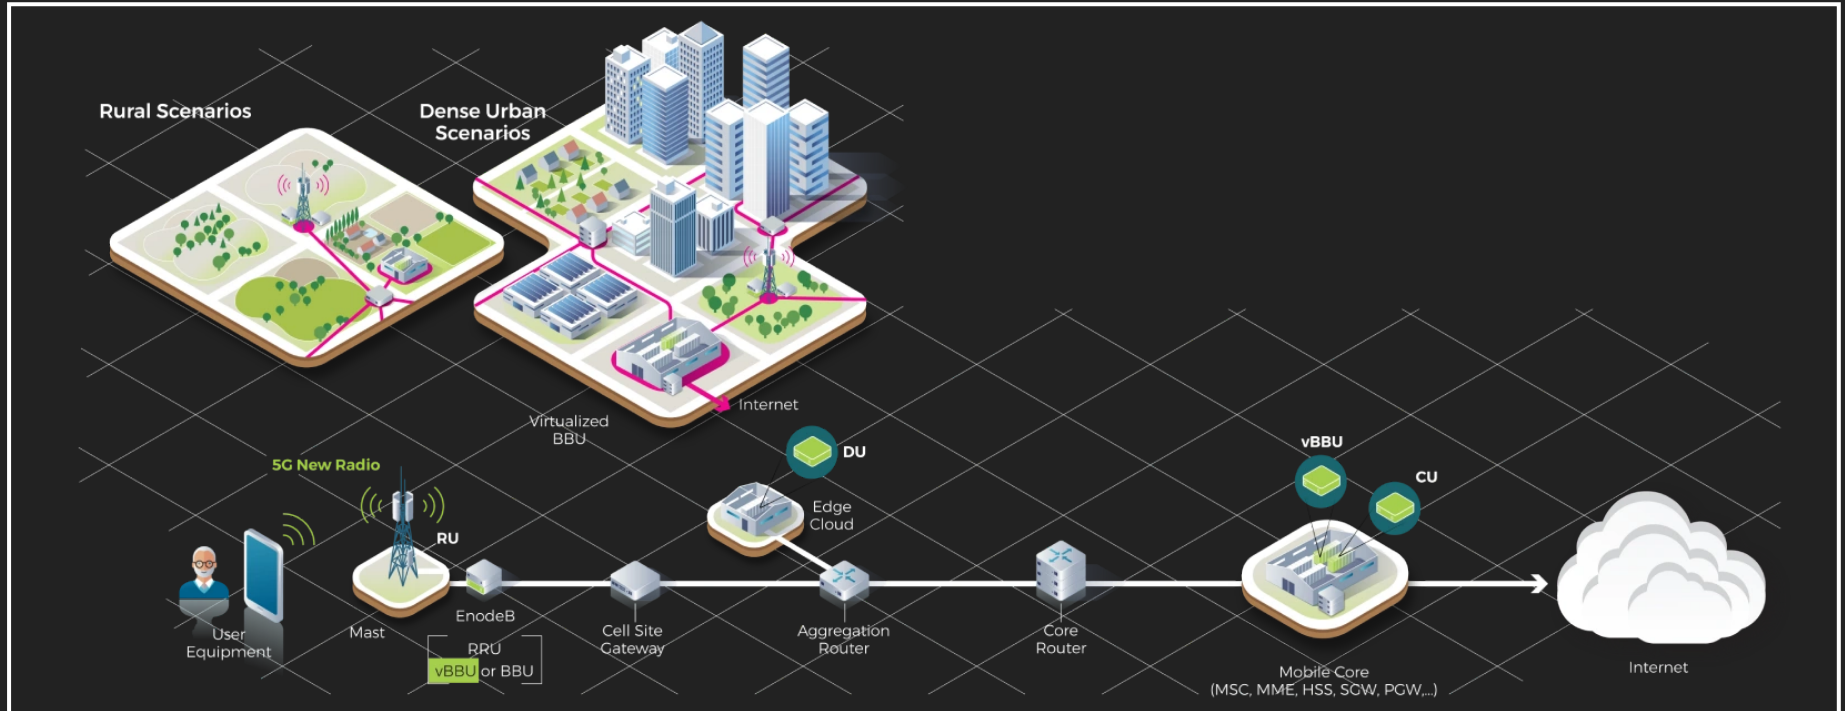 Rural Scenarios
Dense Urban
Scenarios
Internet
Virtualized
BBU
DU
Edge
Cloud
vBBU
CU
5G New Radio
RU
User
Equipment
Mast
EnodeB
RRU
vBBU or BBU
Cell Site
Gateway
Aggregation
Router
Core
Router
Mobile Core
(MSC, MME, HSS, SGW, PGW,...)
Internet